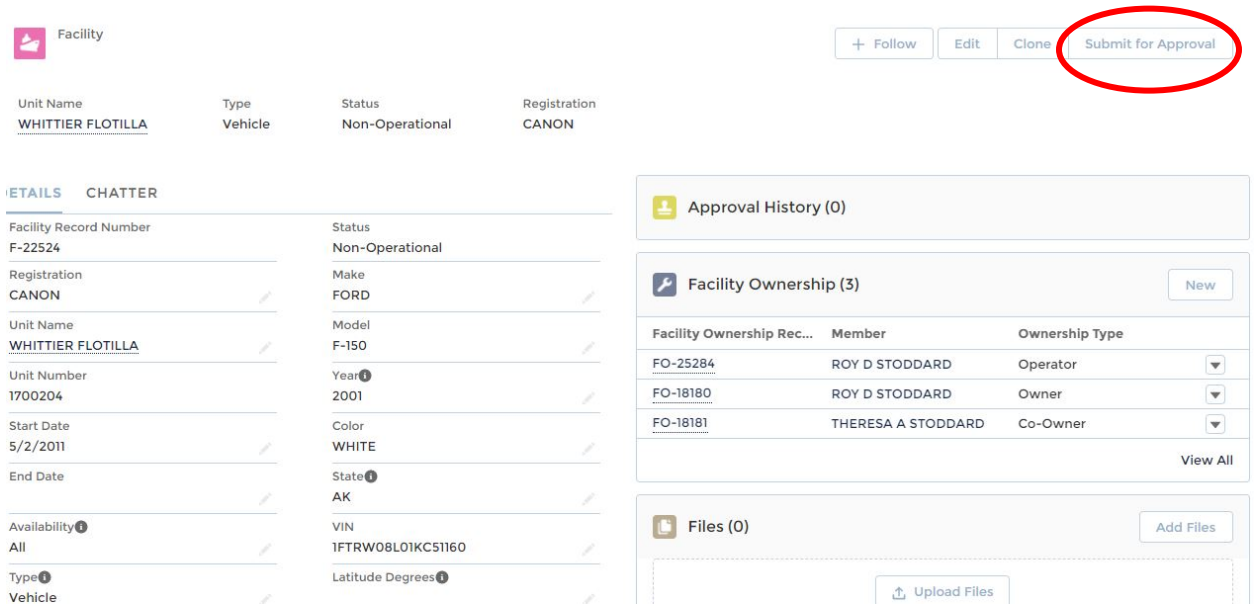 Facility
+ Follow
Edit
Clone
Submit for Approval
Unit Name
Type
Status
Registration
WHITTIER FLOTILLA
Vehicle
Non-Operational
CANON
ETAILS
CHATTER
Facility Record Number
F-22524
Status
Non-Operational
Registration
CANON
Make
FORD
Unit Name
WHITTIER FLOTILLA
Model
F-150
Unit Number
1700204
Year
2001
Start Date
5/2/2011
Color
WHITE
End Date
State
AK
Availability
All
VIN
1FTRW08L01KC51160
Type
Vehicle
Latitude Degrees
Approval History (0)
Facility Ownership (3)
New
Facility Ownership Rec... Member Ownership Type
FO-25284 ROY D STODDARD Operator
FO-18180 ROY D STODDARD Owner
FO-18181 THERESA A STODDARD Co-Owner
View All
Files (0)
Add Files
Upload Files